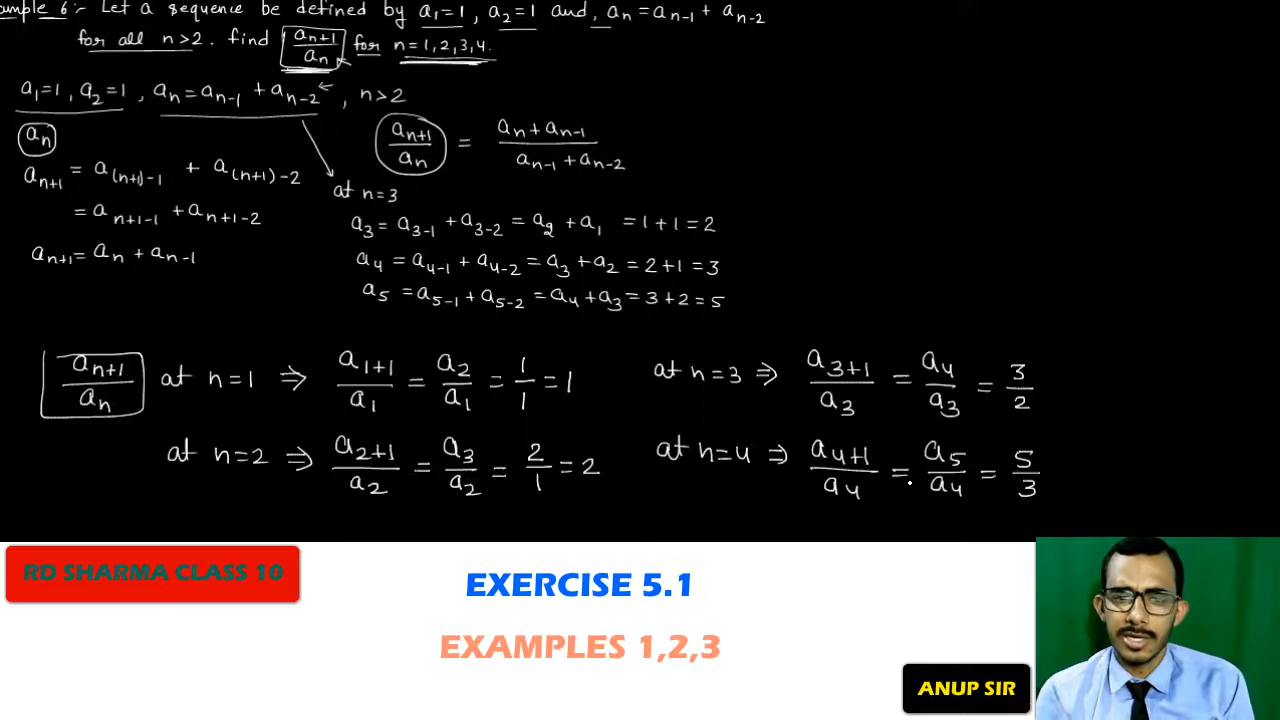 ample 6:- Let a sequence be defined by a₁=1, a₂=1 and, aₙ=aₙ₋₁+aₙ₋₂
for all n>2. find aₙ₊₁/aₙ for n=1,2,3,4.
a₁=1, a₂=1, aₙ=aₙ₋₁+aₙ₋₂, n>2
aₙ
aₙ₊₁ = a₍ₙ₊₁₎₋₁ + a₍ₙ₊₁₎₋₂
= aₙ₊₁₋₁ + aₙ₊₁₋₂
aₙ₊₁ = aₙ + aₙ₋₁
aₙ₊₁/aₙ = (aₙ+aₙ₋₁)/(aₙ₋₁+aₙ₋₂)
at n=3
a₃ = a₃₋₁ + a₃₋₂ = a₂ + a₁ = 1+1 = 2
a₄ = a₄₋₁ + a₄₋₂ = a₃ + a₂ = 2+1 = 3
a₅ = a₅₋₁ + a₅₋₂ = a₄ + a₃ = 3+2 = 5
aₙ₊₁/aₙ at n=1 ⇒ a₁₊₁/a₁ = a₂/a₁ = 1/1 = 1
at n=2 ⇒ a₂₊₁/a₂ = a₃/a₂ = 2/1 = 2
at n=3 ⇒ a₃₊₁/a₃ = a₄/a₃ = 3/2
at n=4 ⇒ a₄₊₁/a₄ = a₅/a₄ = 5/3
RD SHARMA CLASS 10
EXERCISE 5.1
EXAMPLES 1,2,3
ANUP SIR